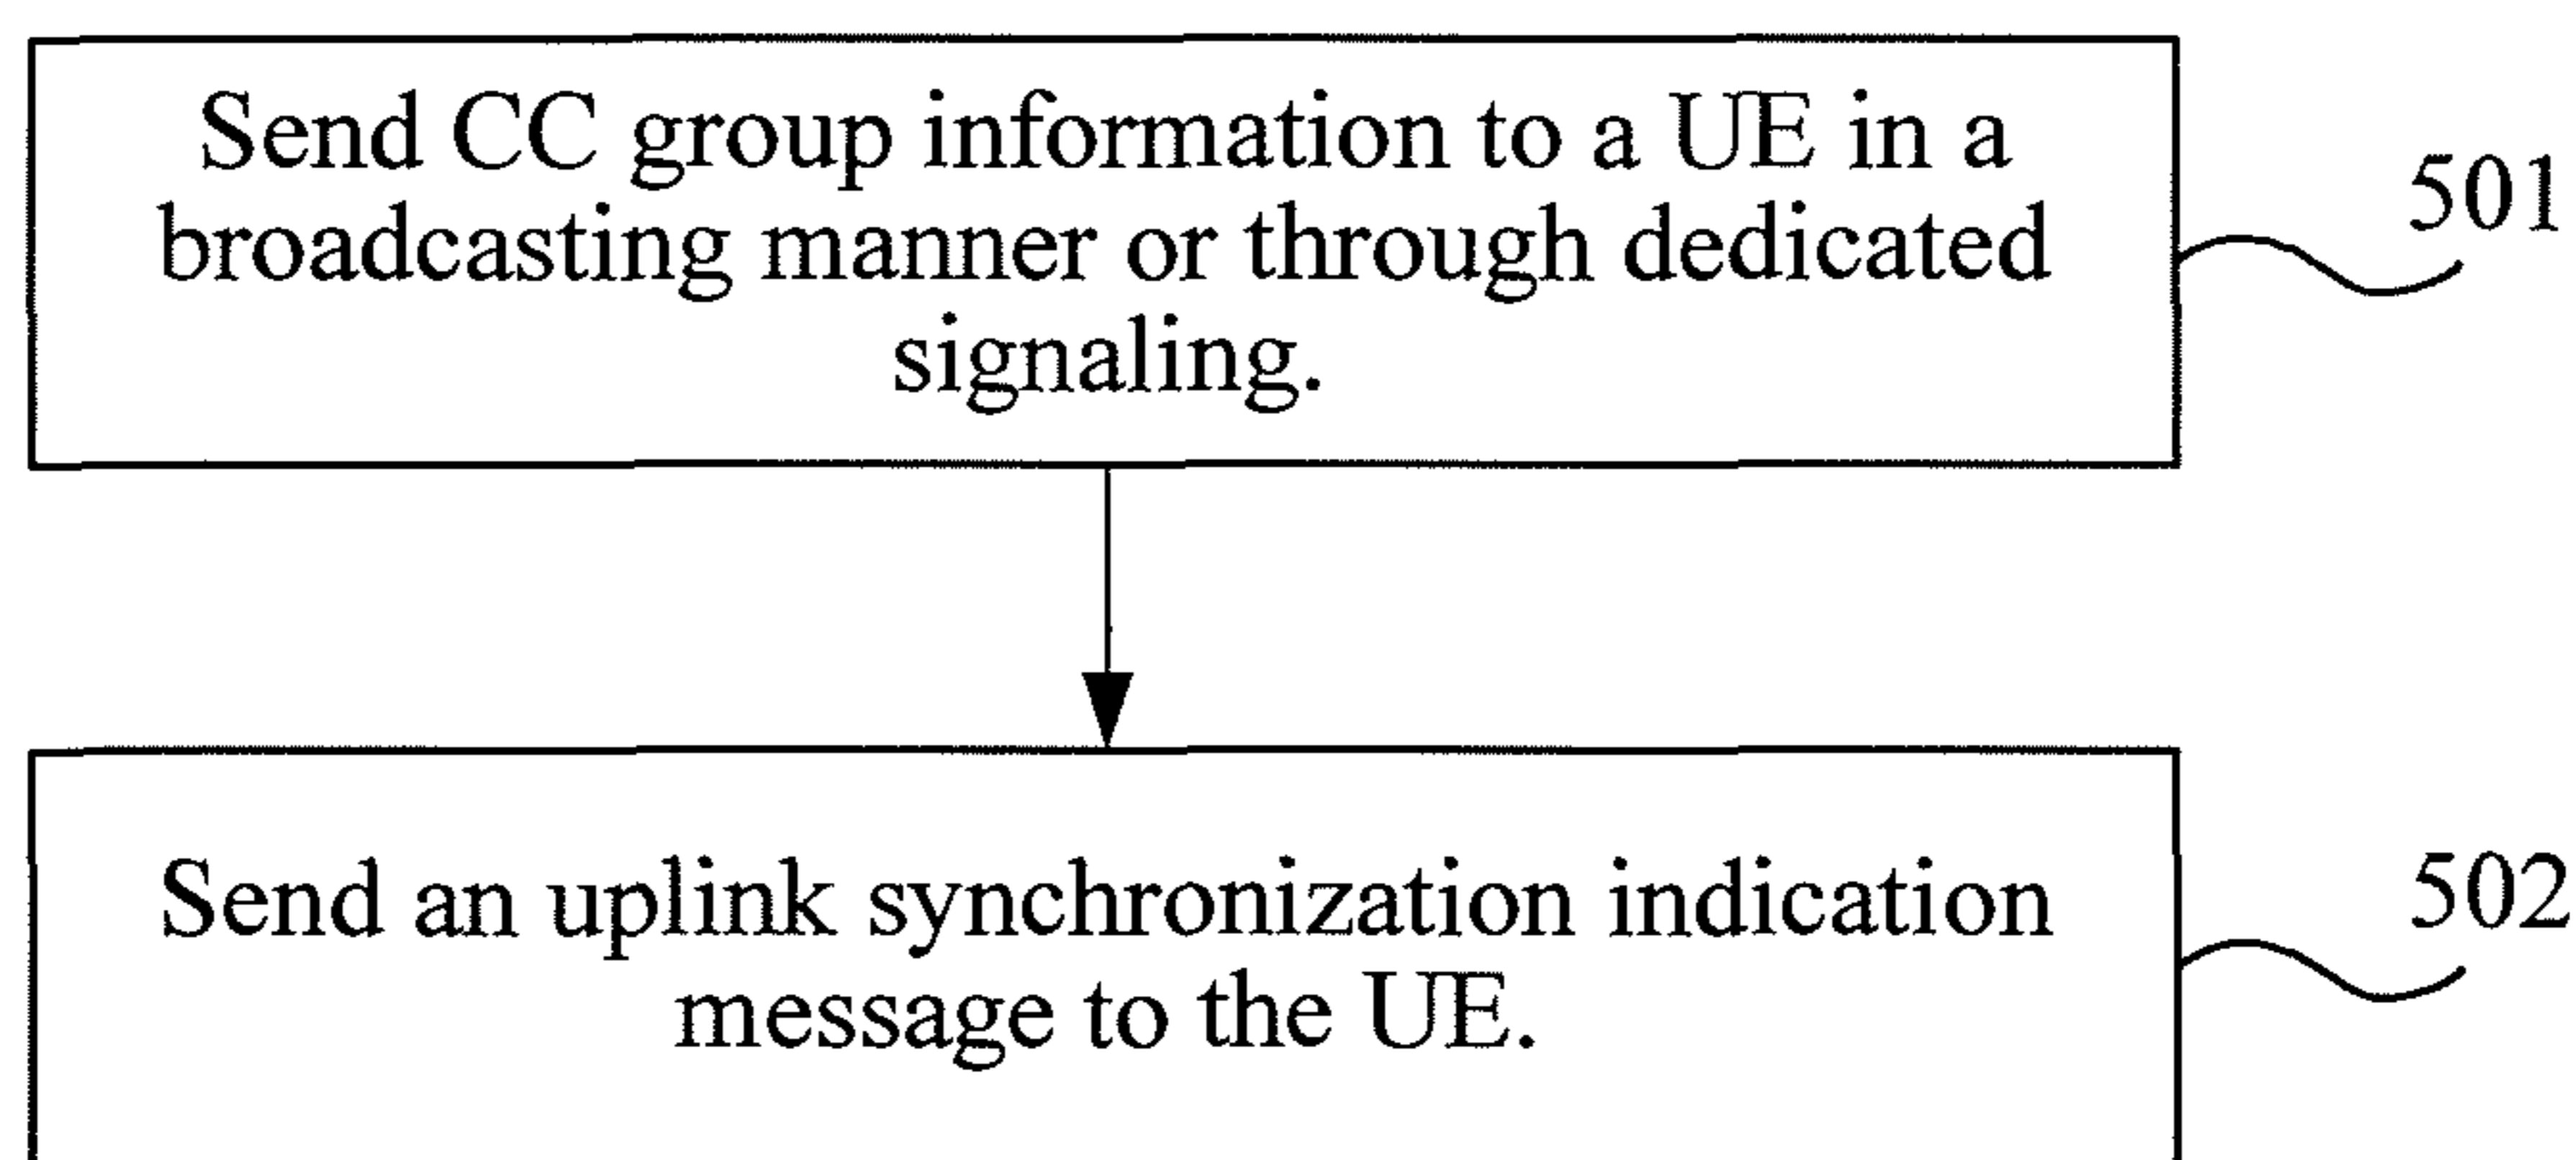 Send CC group information to a UE in a
broadcasting manner or through dedicated
signaling.
501
Send an uplink synchronization indication
message to the UE.
502